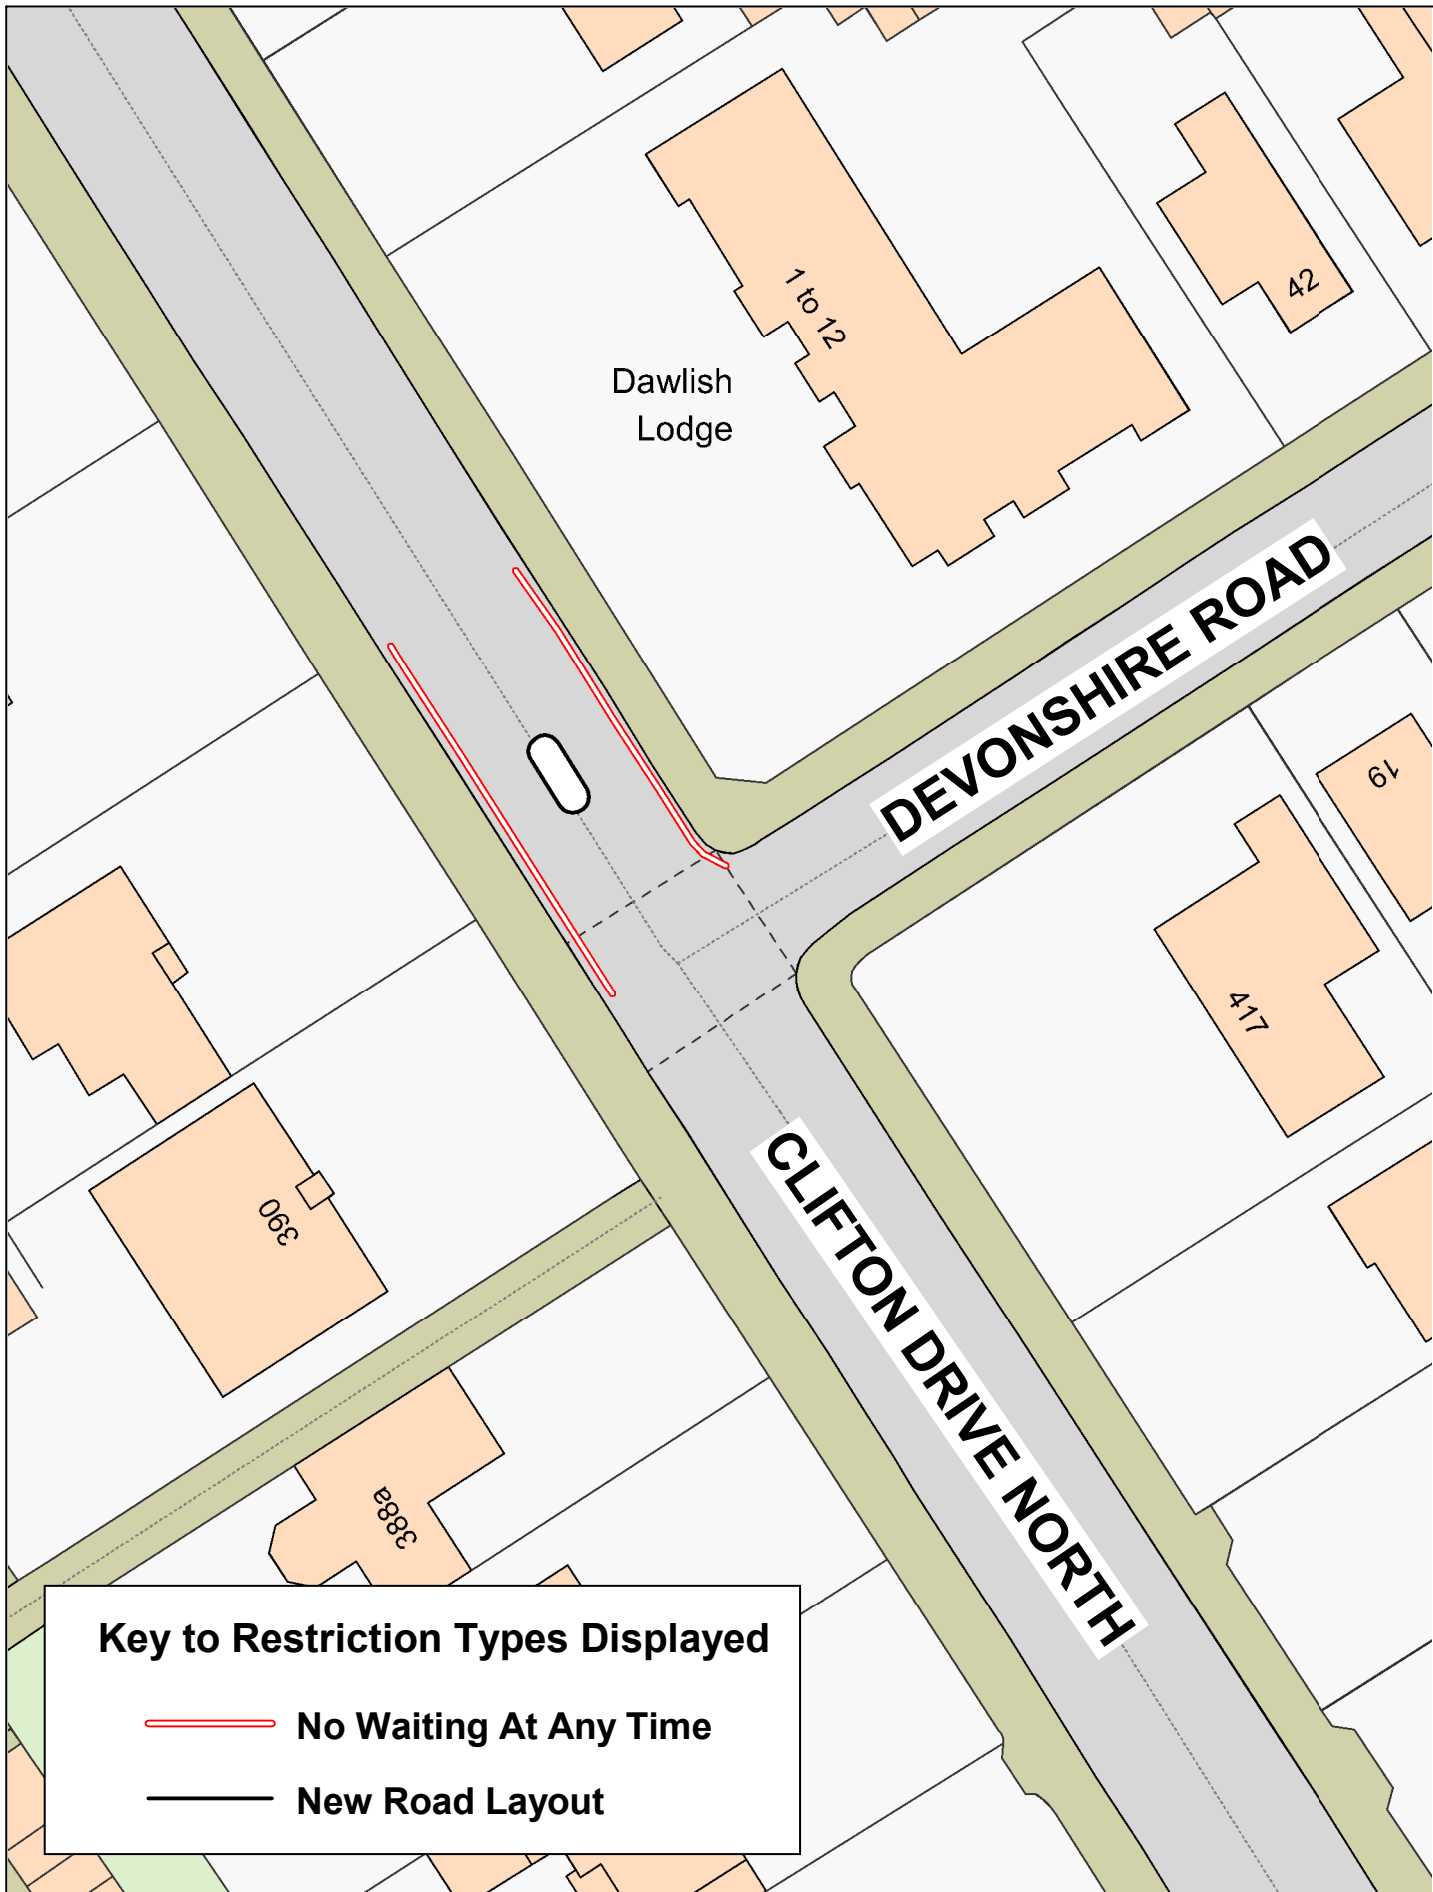 1 to 12
42
Dawlish
Lodge
DEVONSHIRE ROAD
19
417
CLIFTON DRIVE NORTH
390
388a
Key to Restriction Types Displayed
No Waiting At Any Time
New Road Layout